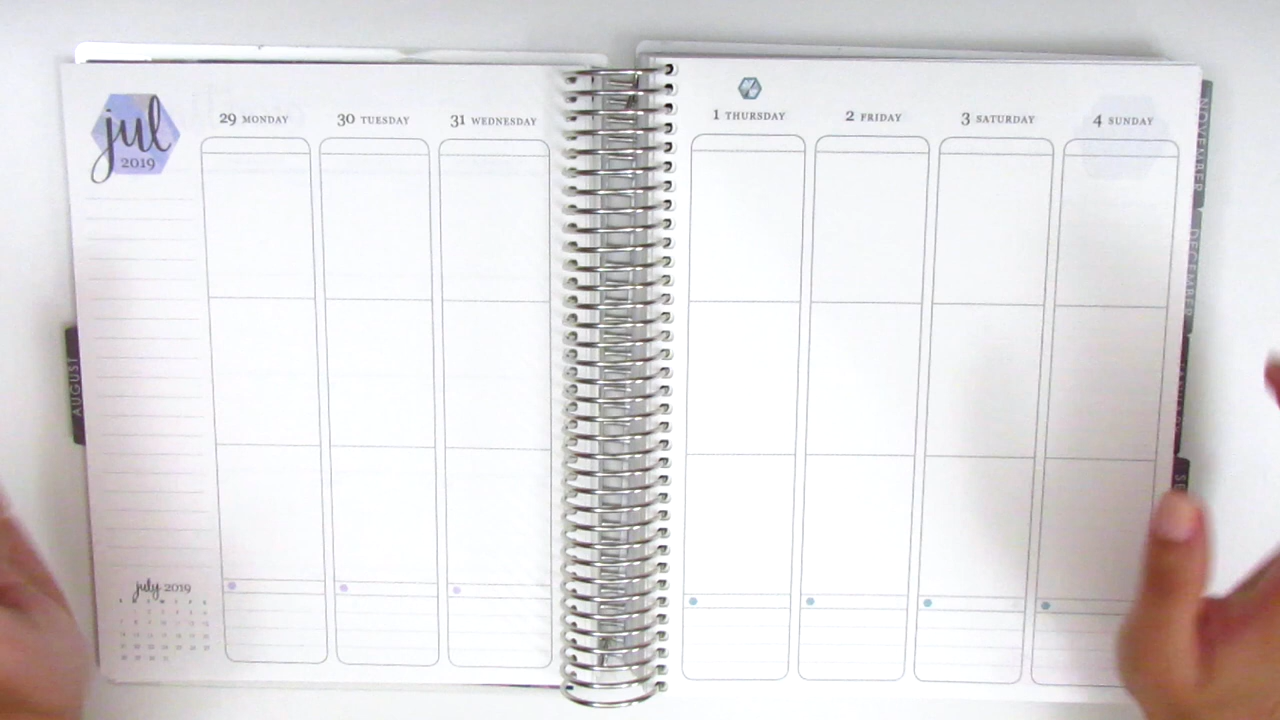 jul
2019
29 MONDAY
30 TUESDAY
31 WEDNESDAY
1 THURSDAY
2 FRIDAY
3 SATURDAY
4 SUNDAY
AUGUST
NOVEMBER
DECEMBER
july 2019